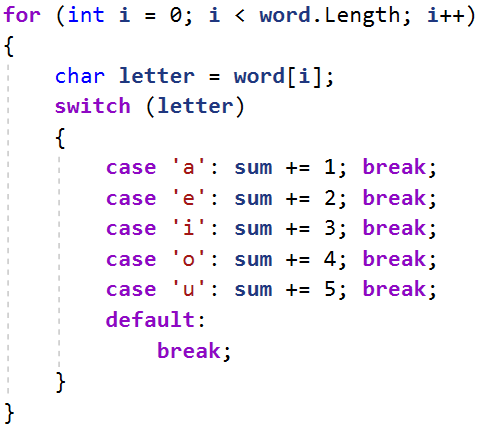 for (int i = 0; i < word.Length; i++)
{
    char letter = word[i];
    switch (letter)
    {
        case 'a': sum += 1; break;
        case 'e': sum += 2; break;
        case 'i': sum += 3; break;
        case 'o': sum += 4; break;
        case 'u': sum += 5; break;
        default:
            break;
    }
}